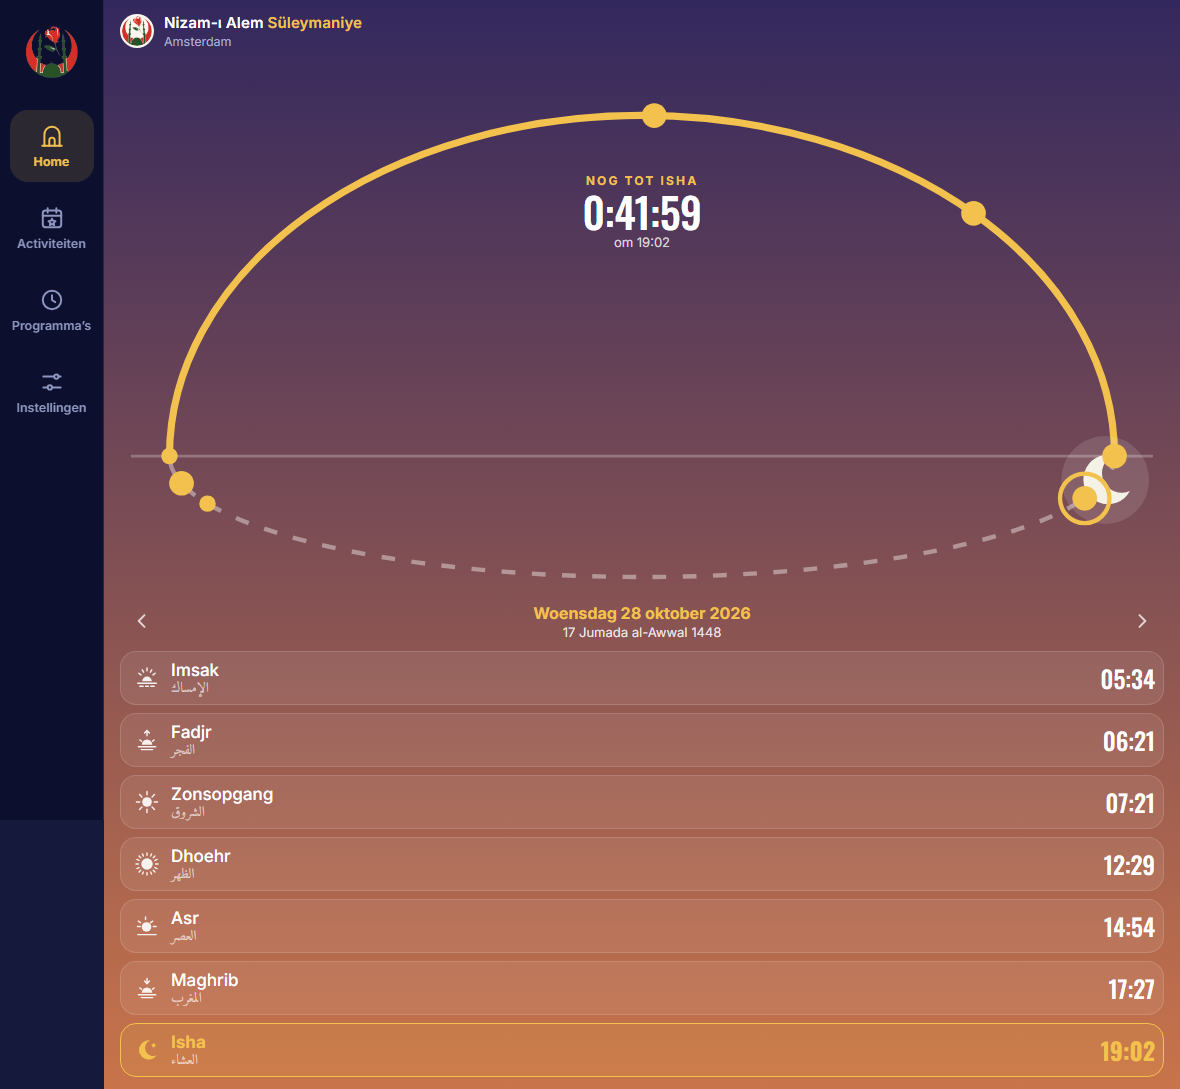 Nizam-ı Alem Süleymaniye
Amsterdam
Home
Activiteiten
Programma's
Instellingen
NOG TOT ISHA
0:41:59
om 19:02
Woensdag 28 oktober 2026
17 Jumada al-Awwal 1448
Imsak
الإمساك
05:34
Fadjr
الفجر
06:21
Zonsopgang
الشروق
07:21
Dhoehr
الظهر
12:29
Asr
العصر
14:54
Maghrib
المغرب
17:27
Isha
العشاء
19:02